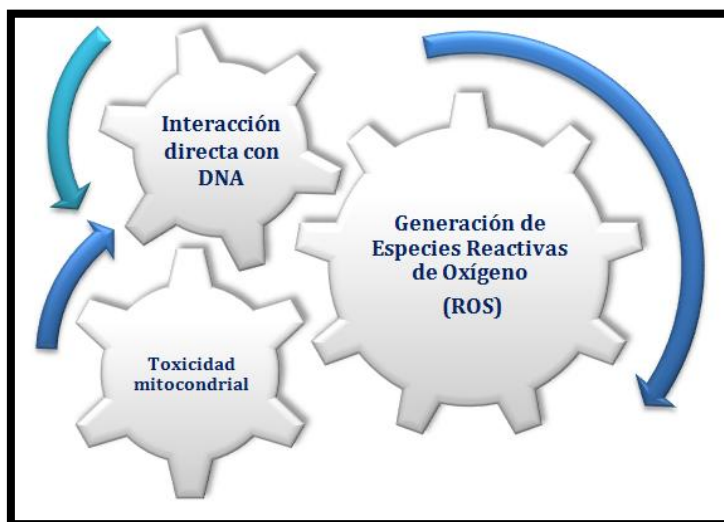 Interacción
directa con
DNA
Generación de
Especies Reactivas
de Oxígeno
(ROS)
Toxicidad
mitocondrial